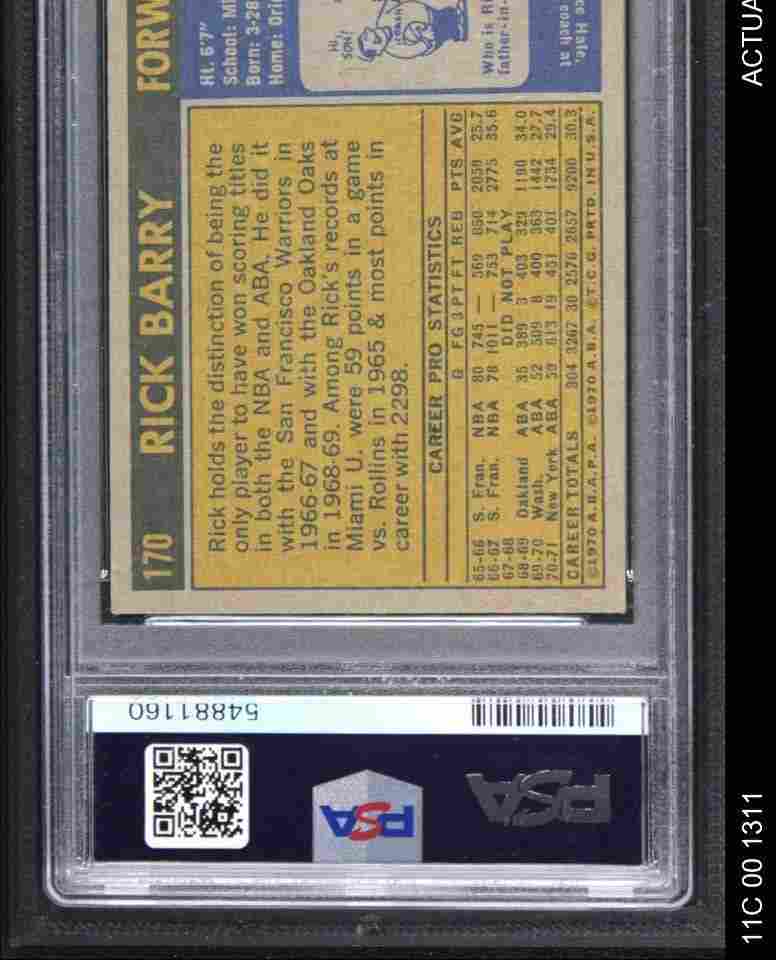 170 RICK BARRY FORW
Ht. 6'7"
School: Mi
Born: 3-28
Home: Ori
HI, SON!
Who is Ri
father-in-
ce Hale,
coach at
Rick holds the distinction of being the
only player to have won scoring titles
in both the NBA and ABA. He did it
with the San Francisco Warriors in
1966-67 and with the Oakland Oaks
in 1968-69. Among Rick's records at
Miami U. were 59 points in a game
vs. Rollins in 1965 & most points in
career with 2298.
CAREER PRO STATISTICS
G FG 3PT FT REB PTS AVG
65-66 S. Fran. NBA 80 745 — 569 850 2059 25.7
66-67 S. Fran. NBA 78 1011 — 753 714 2775 35.6
67-68 DID NOT PLAY
68-69 Oakland ABA 35 389 3 403 329 1190 34.0
69-70 Wash. ABA 52 509 8 400 363 1442 27.7
70-71 New York ABA 59 613 19 451 401 1734 29.4
CAREER TOTALS 304 3267 30 2576 2657 9200 30.3
©1970 A.B.A.P.A. ©1970 A.B.A. ©T.C.G. PRTD. IN U.S.A.
54881160
PSA
PSA
11C 00 1311
ACTUA